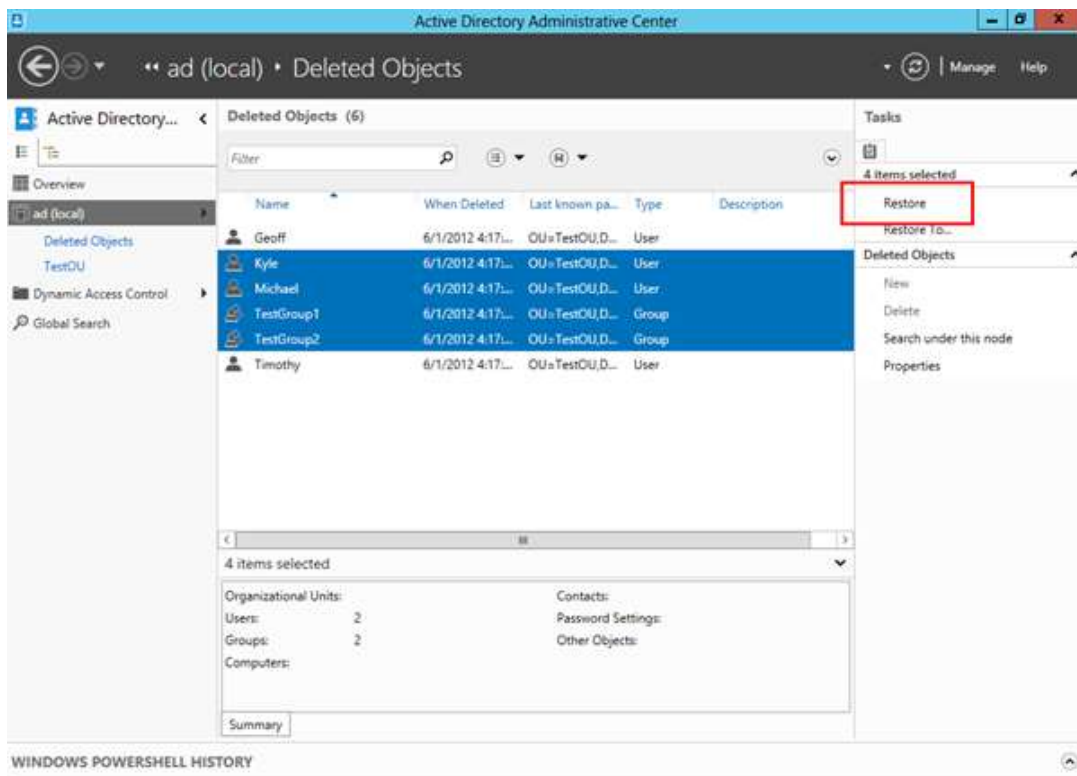 Active Directory Administrative Center
ad (local) • Deleted Objects
Manage Help
Active Directory...
Overview
ad (local)
Deleted Objects
TestOU
Dynamic Access Control
Global Search
Deleted Objects (6)
Filter
Name When Deleted Last known pa... Type Description
Geoff 6/1/2012 4:17:... OU=TestOU,D... User
Kyle 6/1/2012 4:17:... OU=TestOU,D... User
Michael 6/1/2012 4:17:... OU=TestOU,D... User
TestGroup1 6/1/2012 4:17:... OU=TestOU,D... Group
TestGroup2 6/1/2012 4:17:... OU=TestOU,D... Group
Timothy 6/1/2012 4:17:... OU=TestOU,D... User
4 items selected
Organizational Units:
Users: 2
Groups: 2
Computers:
Contacts:
Password Settings:
Other Objects:
Summary
Tasks
4 items selected
Restore
Restore To...
Deleted Objects
New
Delete
Search under this node
Properties
WINDOWS POWERSHELL HISTORY